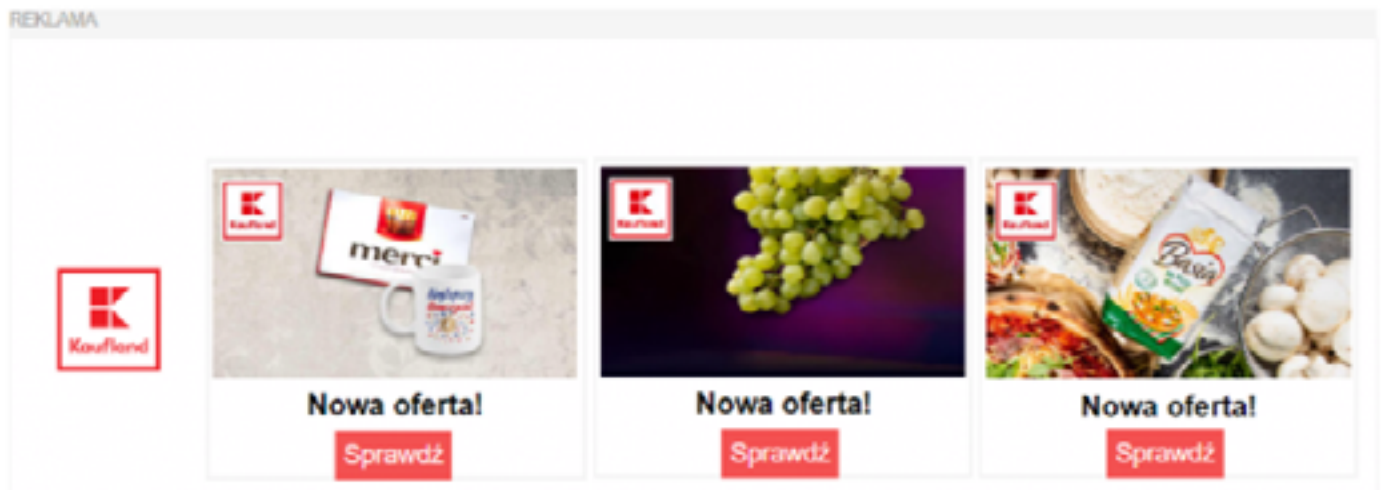 REKLAMA
Kaufland
Kaufland
merci
Nowa oferta!
Sprawdź
Kaufland
Nowa oferta!
Sprawdź
Kaufland
Basia
Nowa oferta!
Sprawdź